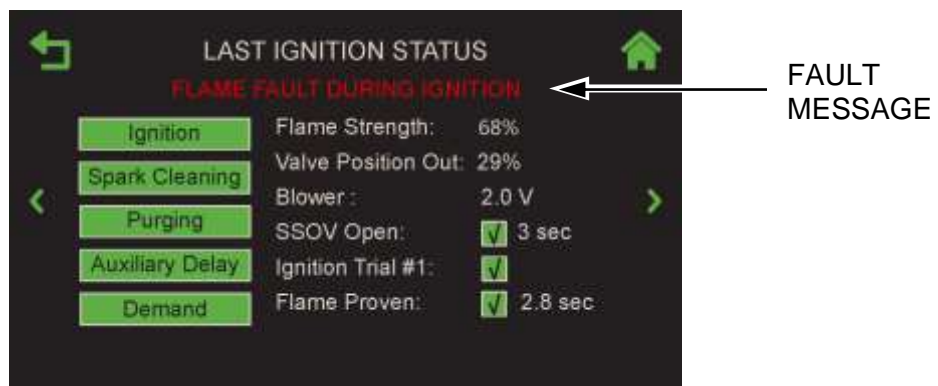 LAST IGNITION STATUS
FLAME FAULT DURING IGNITION
FAULT
MESSAGE
Ignition
Spark Cleaning
Purging
Auxiliary Delay
Demand
Flame Strength: 68%
Valve Position Out: 29%
Blower : 2.0 V
SSOV Open: √ 3 sec
Ignition Trial #1: √
Flame Proven: √ 2.8 sec